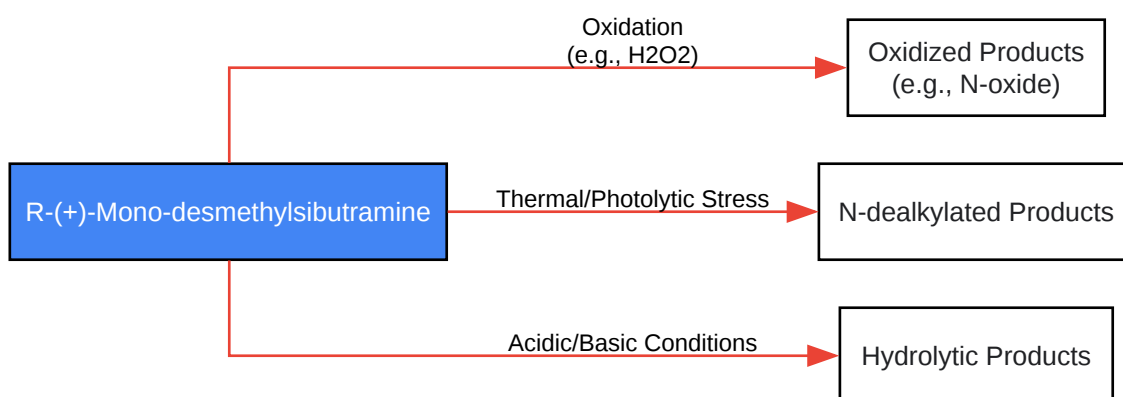 Oxidation
(e.g., H2O2)
Oxidized Products
(e.g., N-oxide)
R-(+)-Mono-desmethylsibutramine
Thermal/Photolytic Stress
N-dealkylated Products
Acidic/Basic Conditions
Hydrolytic Products